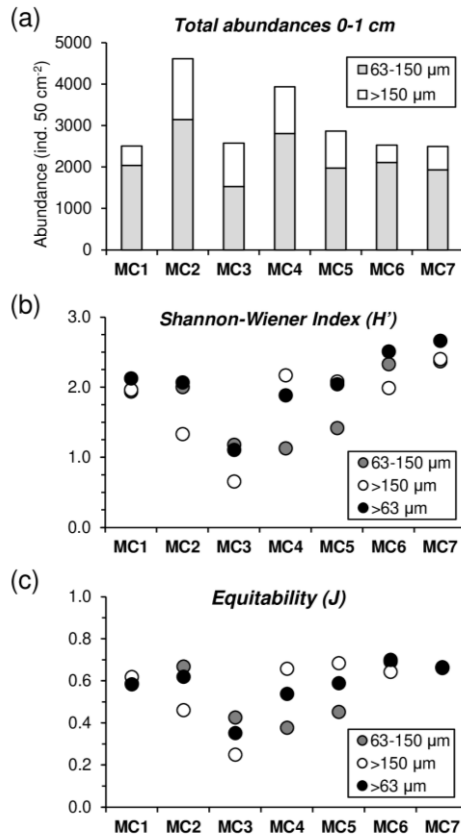 (a)
Total abundances 0-1 cm
Abundance (ind. 50 cm-2)
5000
4000
3000
2000
1000
0
63-150 µm
>150 µm
MC1 MC2 MC3 MC4 MC5 MC6 MC7
(b)
Shannon-Wiener Index (H’)
3.0
2.0
1.0
0.0
63-150 µm
>150 µm
>63 µm
MC1 MC2 MC3 MC4 MC5 MC6 MC7
(c)
Equitability (J)
1.0
0.8
0.6
0.4
0.2
0.0
63-150 µm
>150 µm
>63 µm
MC1 MC2 MC3 MC4 MC5 MC6 MC7